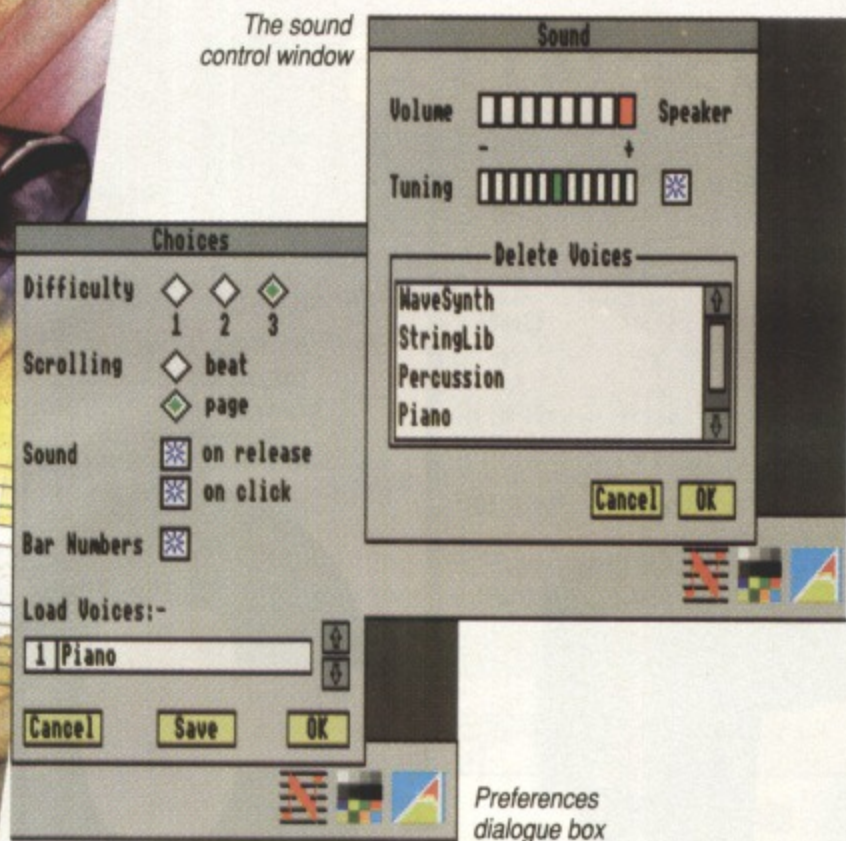 The sound
control window
Sound
Volume Speaker
- +
Tuning
Delete Voices
WaveSynth
StringLib
Percussion
Piano
Cancel OK
Choices
Difficulty
1 2 3
Scrolling beat
page
Sound on release
on click
Bar Numbers
Load Voices:-
1 Piano
Cancel Save OK
Preferences
dialogue box